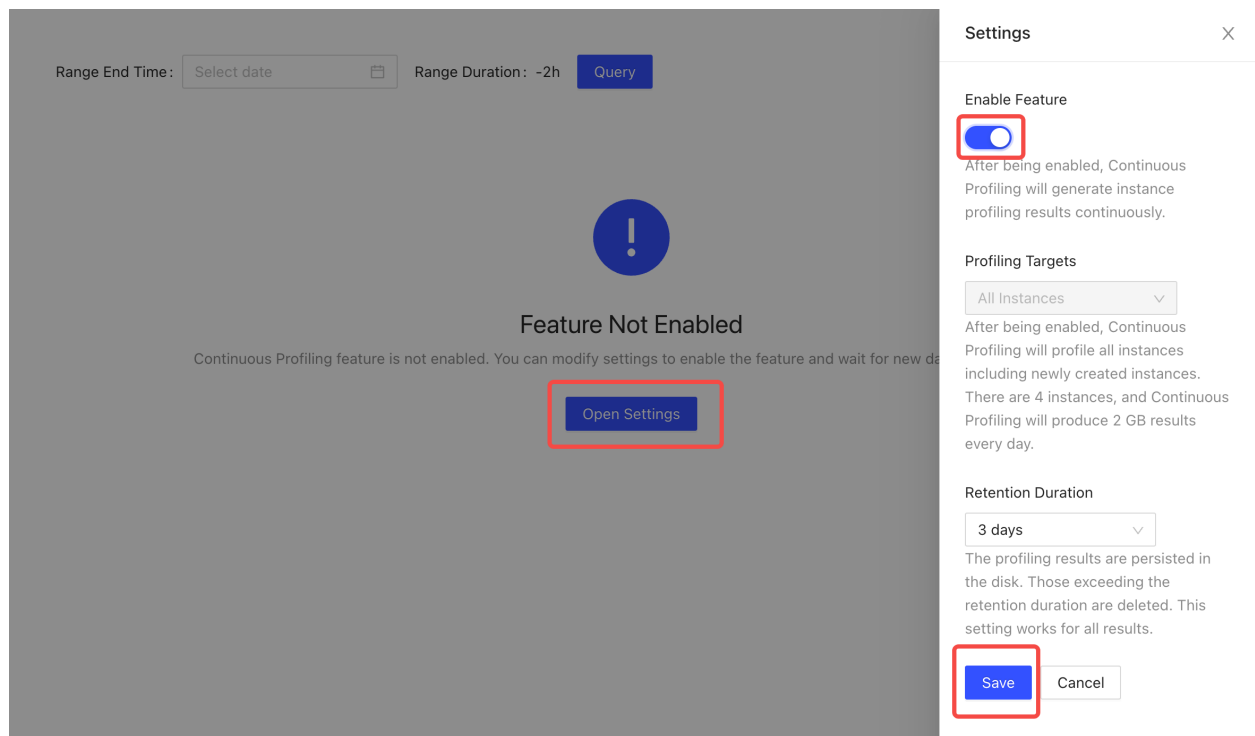 Range End Time: Select date Range Duration: -2h Query
Feature Not Enabled
Continuous Profiling feature is not enabled. You can modify settings to enable the feature and wait for new
Open Settings
Settings
Enable Feature
After being enabled, Continuous
Profiling will generate instance
profiling results continuously.
Profiling Targets
All Instances
After being enabled, Continuous
Profiling will profile all instances
including newly created instances.
There are 4 instances, and Continuous
Profiling will produce 2 GB results
every day.
Retention Duration
3 days
The profiling results are persisted in
the disk. Those exceeding the
retention duration are deleted. This
setting works for all results.
Save Cancel